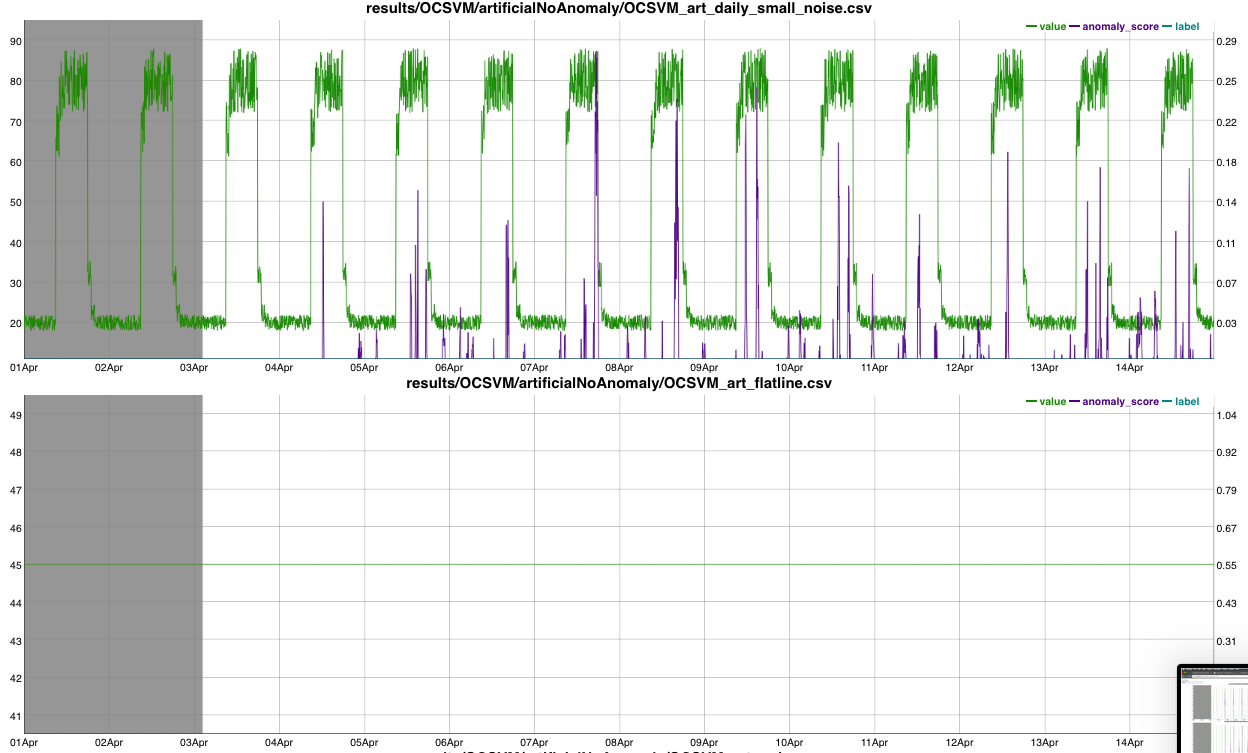 results/OCSVM/artificialNoAnomaly/OCSVM_art_daily_small_noise.csv
value anomaly_score label
90 0.29
80 0.25
70 0.22
60 0.18
50 0.14
40 0.11
30 0.07
20 0.03
01Apr 02Apr 03Apr 04Apr 05Apr 06Apr 07Apr 08Apr 09Apr 10Apr 11Apr 12Apr 13Apr 14Apr
results/OCSVM/artificialNoAnomaly/OCSVM_art_flatline.csv
value anomaly_score label
49 1.04
48 0.92
47 0.79
46 0.67
45 0.55
44 0.43
43 0.31
42
41
01Apr 02Apr 03Apr 04Apr 05Apr 06Apr 07Apr 08Apr 09Apr 10Apr 11Apr 12Apr 13Apr 14Apr